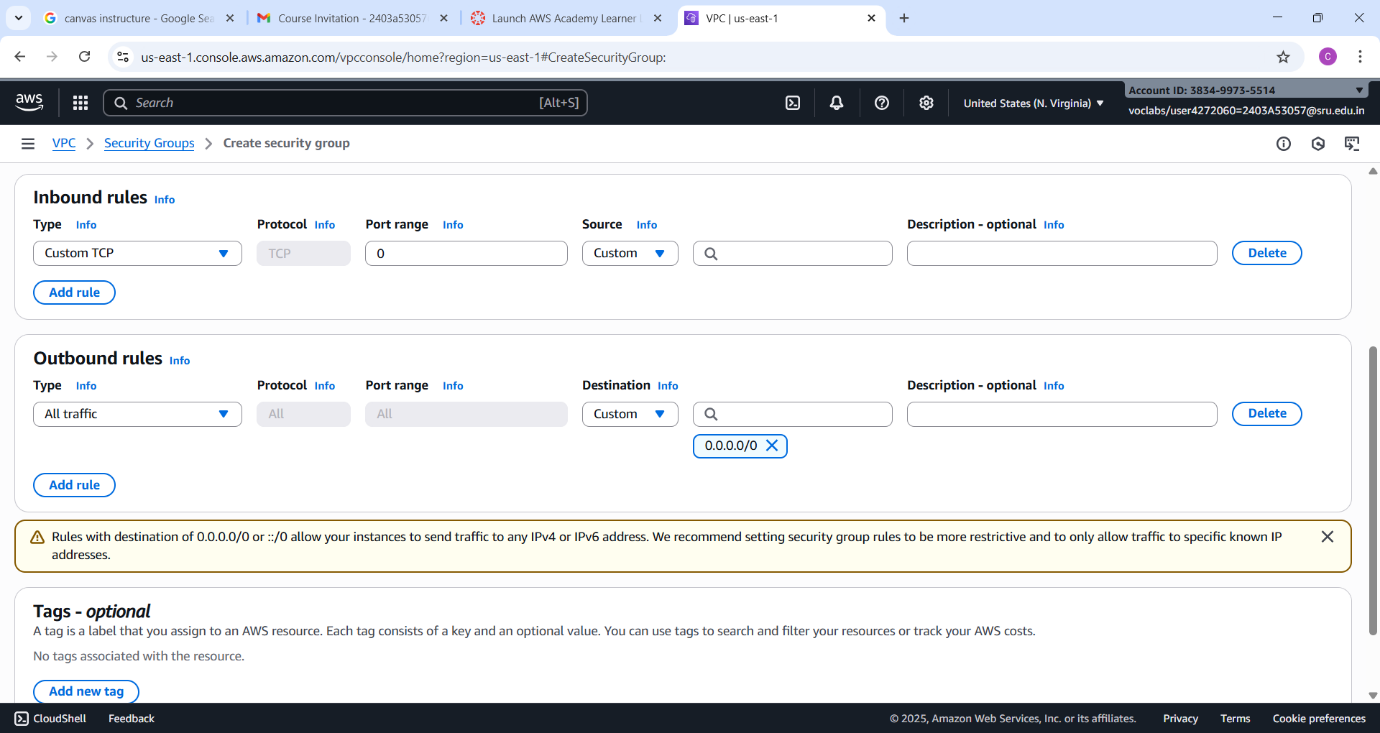 canvas instructure - Google Sea
Course Invitation - 2403a53057
Launch AWS Academy Learner
VPC | us-east-1
us-east-1.console.aws.amazon.com/vpcconsole/home?region=us-east-1#CreateSecurityGroup:
C
aws
Search
[Alt+S]
United States (N. Virginia)
Account ID: 3834-9973-5514
voclabs/user4272060=2403A53057@sru.edu.in
VPC > Security Groups > Create security group
Inbound rules Info
Type Info Protocol Info Port range Info Source Info Description - optional Info
Custom TCP TCP 0 Custom Delete
Add rule
Outbound rules Info
Type Info Protocol Info Port range Info Destination Info Description - optional Info
All traffic All All Custom Delete
0.0.0.0/0
Add rule
Rules with destination of 0.0.0.0/0 or ::/0 allow your instances to send traffic to any IPv4 or IPv6 address. We recommend setting security group rules to be more restrictive and to only allow traffic to specific known IP
addresses.
Tags - optional
A tag is a label that you assign to an AWS resource. Each tag consists of a key and an optional value. You can use tags to search and filter your resources or track your AWS costs.
No tags associated with the resource.
Add new tag
CloudShell Feedback © 2025, Amazon Web Services, Inc. or its affiliates. Privacy Terms Cookie preferences